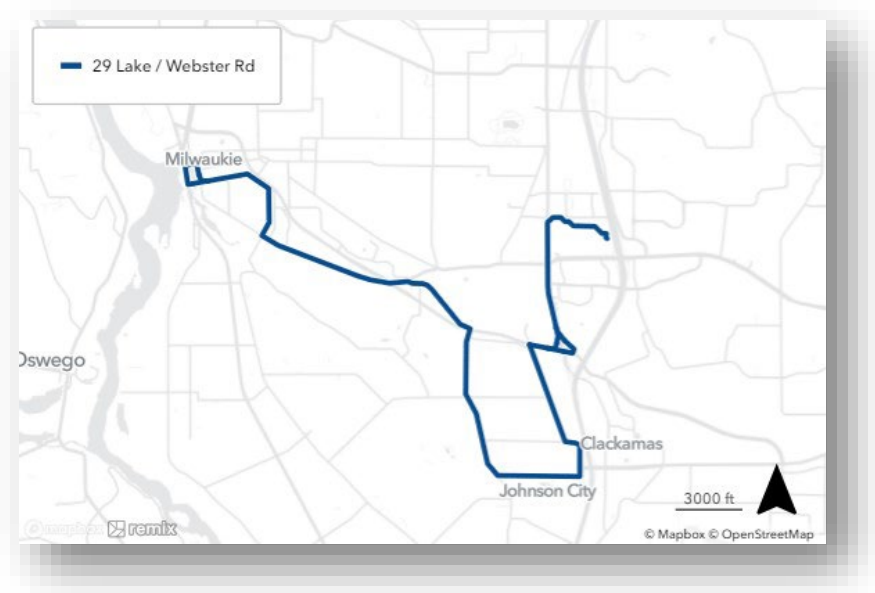 29 Lake / Webster Rd
Milwaukie
Oswego
Clackamas
Johnson City
3000 ft
mapbox remix
© Mapbox © OpenStreetMap